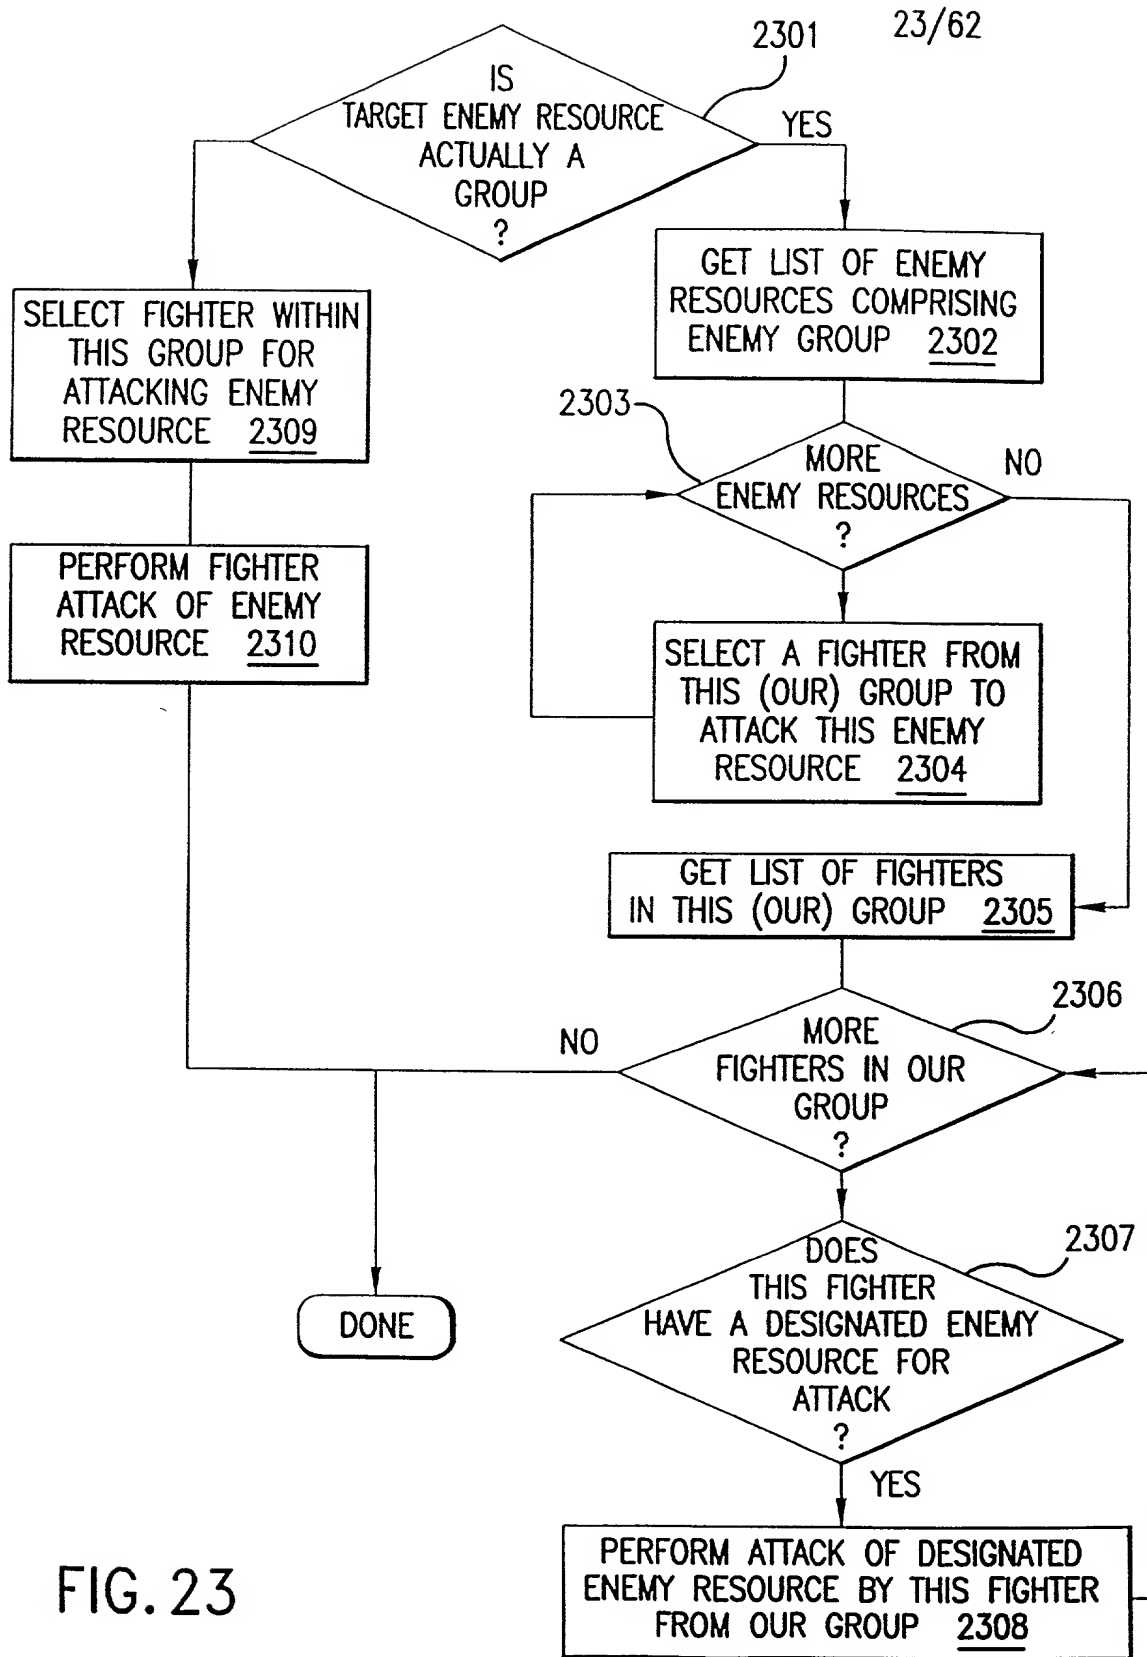 23/62
2301
IS
TARGET ENEMY RESOURCE
ACTUALLY A
GROUP
?
YES
GET LIST OF ENEMY
RESOURCES COMPRISING
ENEMY GROUP 2302
SELECT FIGHTER WITHIN
THIS GROUP FOR
ATTACKING ENEMY
RESOURCE 2309
2303
MORE
ENEMY RESOURCES
?
NO
PERFORM FIGHTER
ATTACK OF ENEMY
RESOURCE 2310
SELECT A FIGHTER FROM
THIS (OUR) GROUP TO
ATTACK THIS ENEMY
RESOURCE 2304
GET LIST OF FIGHTERS
IN THIS (OUR) GROUP 2305
2306
MORE
FIGHTERS IN OUR
GROUP
?
NO
2307
DOES
THIS FIGHTER
HAVE A DESIGNATED ENEMY
RESOURCE FOR
ATTACK
?
DONE
YES
PERFORM ATTACK OF DESIGNATED
ENEMY RESOURCE BY THIS FIGHTER
FROM OUR GROUP 2308
FIG. 23